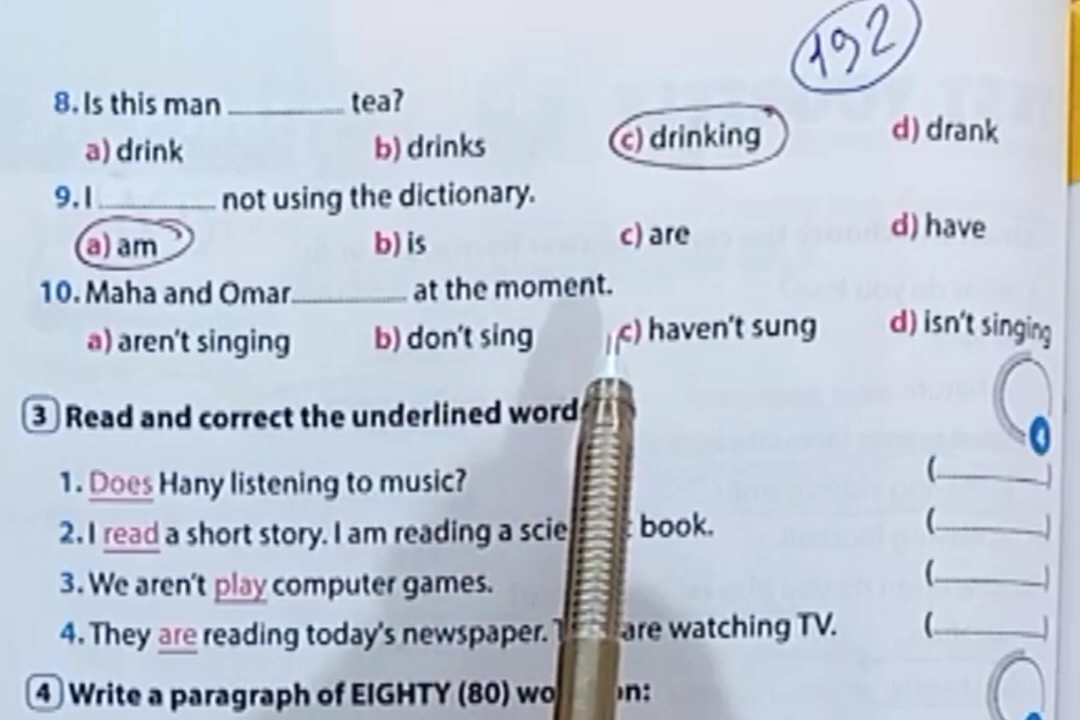 192
8. Is this man ________ tea?
a) drink b) drinks c) drinking d) drank
9. I ________ not using the dictionary.
a) am b) is c) are d) have
10. Maha and Omar ________ at the moment.
a) aren't singing b) don't sing c) haven't sung d) isn't singing
3 Read and correct the underlined word
4
1. Does Hany listening to music? (________)
2. I read a short story. I am reading a book. (________)
3. We aren't play computer games. (________)
4. They are reading today's newspaper. are watching TV. (________)
4 Write a paragraph of EIGHTY (80)